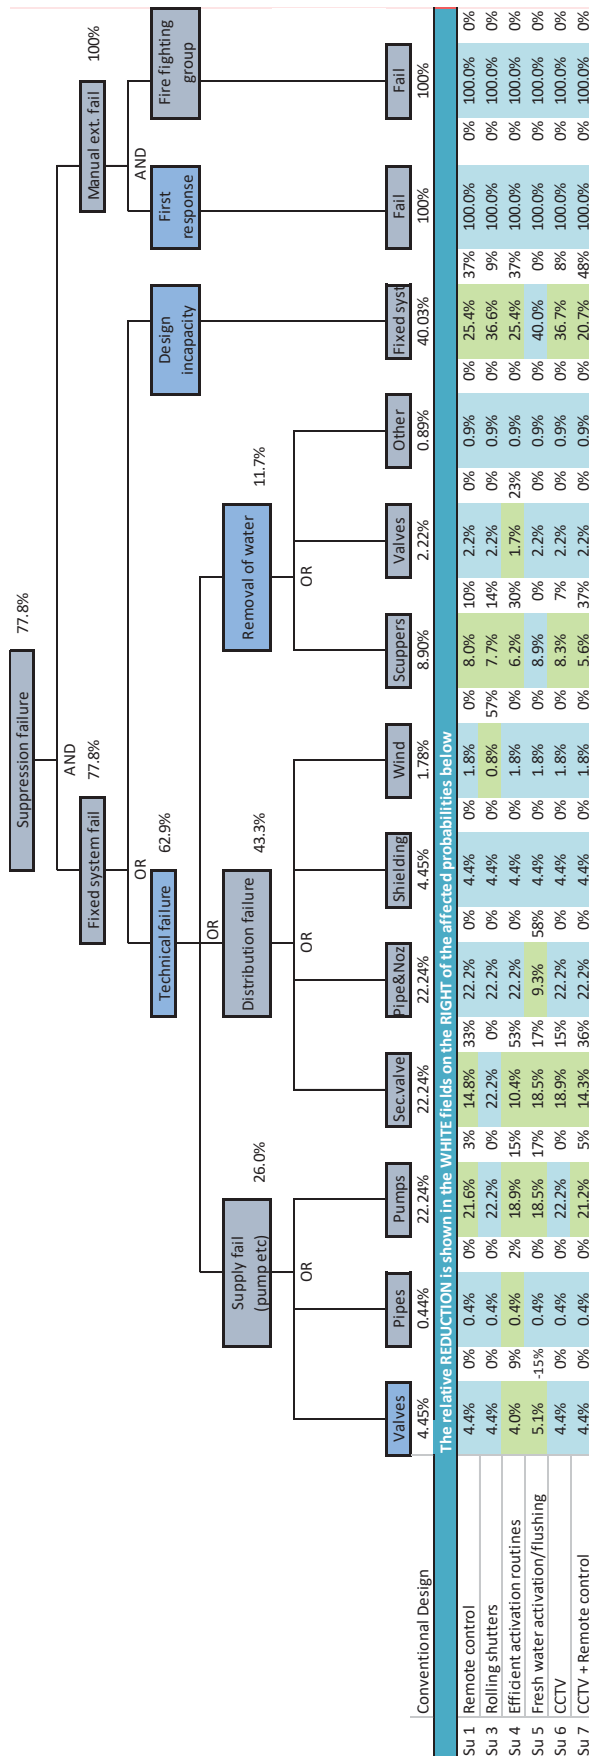 Suppression failure
77.8%
AND
Fixed system fail
77.8%
Manual ext. fail
100%
OR
AND
Technical failure
62.9%
Design
incapacity
First
response
Fire fighting
group
OR
Supply fail
(pump etc)
26.0%
Distribution failure
43.3%
Removal of water
11.7%
OR
OR
OR
Valves Pipes Pumps Sec.valve Pipe&Noz Shielding Wind Scuppers Valves Other Fixed syst Fail Fail
Conventional Design 4.45% 0.44% 22.24% 22.24% 22.24% 4.45% 1.78% 8.90% 2.22% 0.89% 40.03% 100% 100%
The relative REDUCTION is shown in the WHITE fields on the RIGHT of the affected probabilities below
Su 1 Remote control 4.4% 0% 0.4% 0% 21.6% 3% 14.8% 33% 22.2% 0% 4.4% 0% 1.8% 0% 8.0% 10% 2.2% 0% 0.9% 0% 25.4% 37% 100.0% 0% 100.0% 0%
Su 3 Rolling shutters 4.4% 0% 0.4% 0% 22.2% 0% 22.2% 0% 22.2% 0% 4.4% 0% 0.8% 57% 7.7% 14% 2.2% 0% 0.9% 0% 36.6% 9% 100.0% 0% 100.0% 0%
Su 4 Efficient activation routines 4.0% 9% 0.4% 2% 18.9% 15% 10.4% 53% 22.2% 0% 4.4% 0% 1.8% 0% 6.2% 30% 1.7% 23% 0.9% 0% 25.4% 37% 100.0% 0% 100.0% 0%
Su 5 Fresh water activation/flushing 5.1% -15% 0.4% 0% 18.5% 17% 18.5% 17% 9.3% 58% 4.4% 0% 1.8% 0% 8.9% 0% 2.2% 0% 0.9% 0% 40.0% 0% 100.0% 0% 100.0% 0%
Su 6 CCTV 4.4% 0% 0.4% 0% 22.2% 0% 18.9% 15% 22.2% 0% 4.4% 0% 1.8% 0% 8.3% 7% 2.2% 0% 0.9% 0% 36.7% 8% 100.0% 0% 100.0% 0%
Su 7 CCTV + Remote control 4.4% 0% 0.4% 0% 21.2% 5% 14.3% 36% 22.2% 0% 4.4% 0% 1.8% 0% 5.6% 37% 2.2% 0% 0.9% 0% 20.7% 48% 100.0% 0% 100.0% 0%